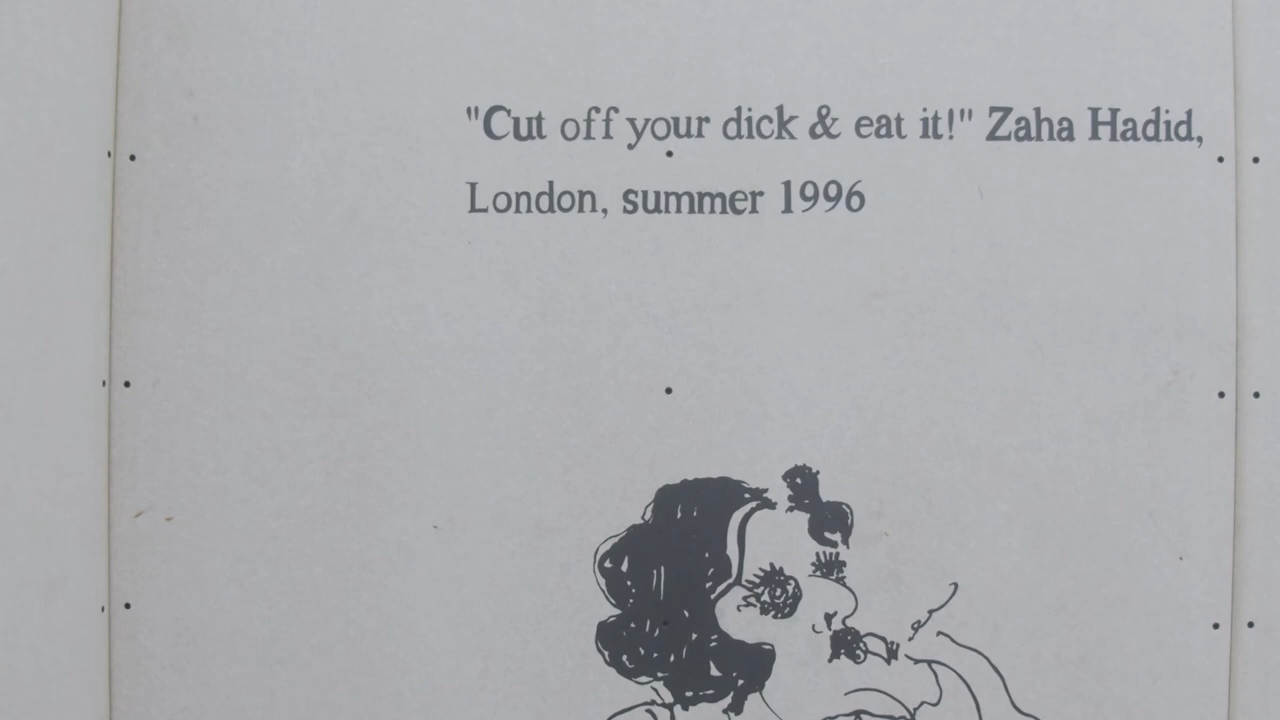 "Cut off your dick & eat it!" Zaha Hadid,
London, summer 1996